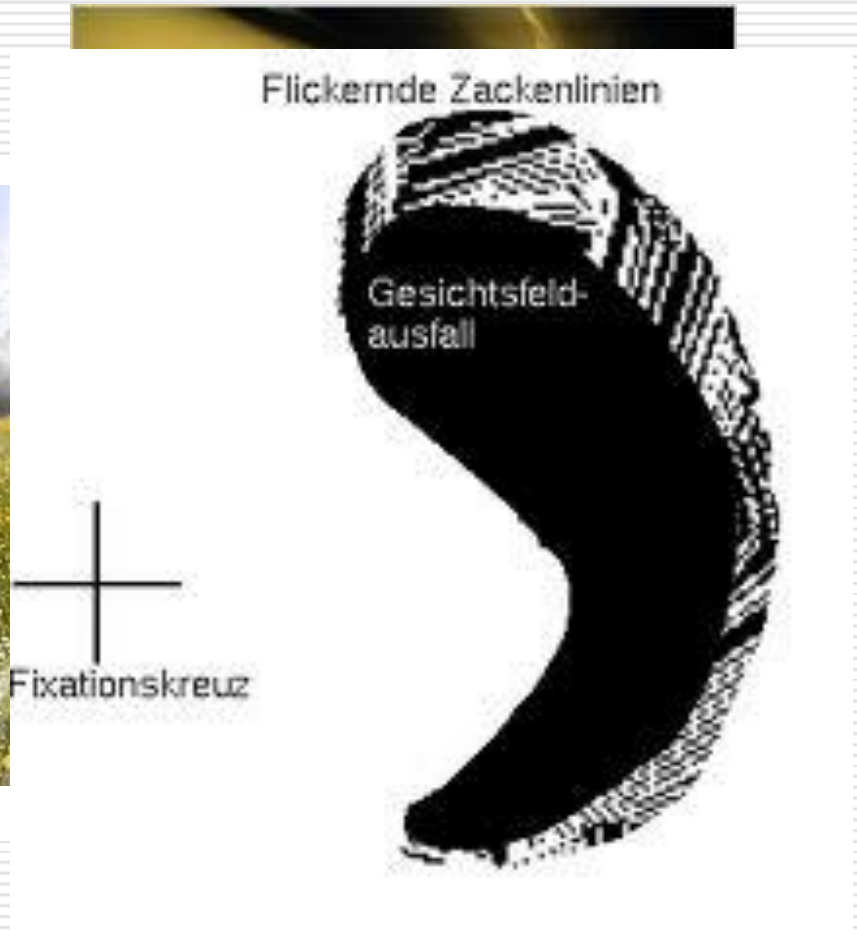 Flickernde Zackenlinien
Gesichtsfeld-
ausfall
Fixationskreuz